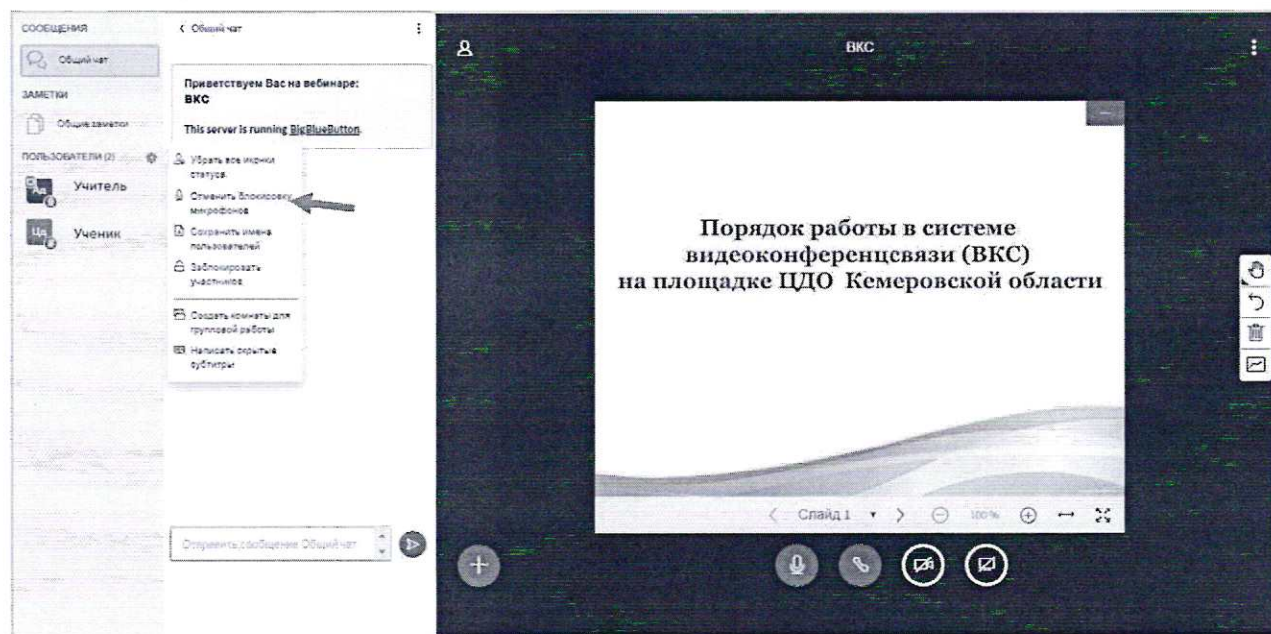 СООБЩЕНИЯ
Общий чат
ЗАМЕТКИ
Общие заметки
ПОЛЬЗОВАТЕЛИ (2)
Ад
Учитель
Цд
Ученик
Общий чат
Приветствуем Вас на вебинаре:
ВКС
This server is running BigBlueButton.
Убрать все иконки
статуса
Отменить блокировку
микрофонов
Сохранить имена
пользователей
Заблокировать
участников
Создать комнаты для
групповой работы
Написать скрытые
субтитры
Отправить сообщение Общий чат
ВКС
Порядок работы в системе
видеоконференцсвязи (ВКС)
на площадке ЦДО Кемеровской области
Слайд 1
100%